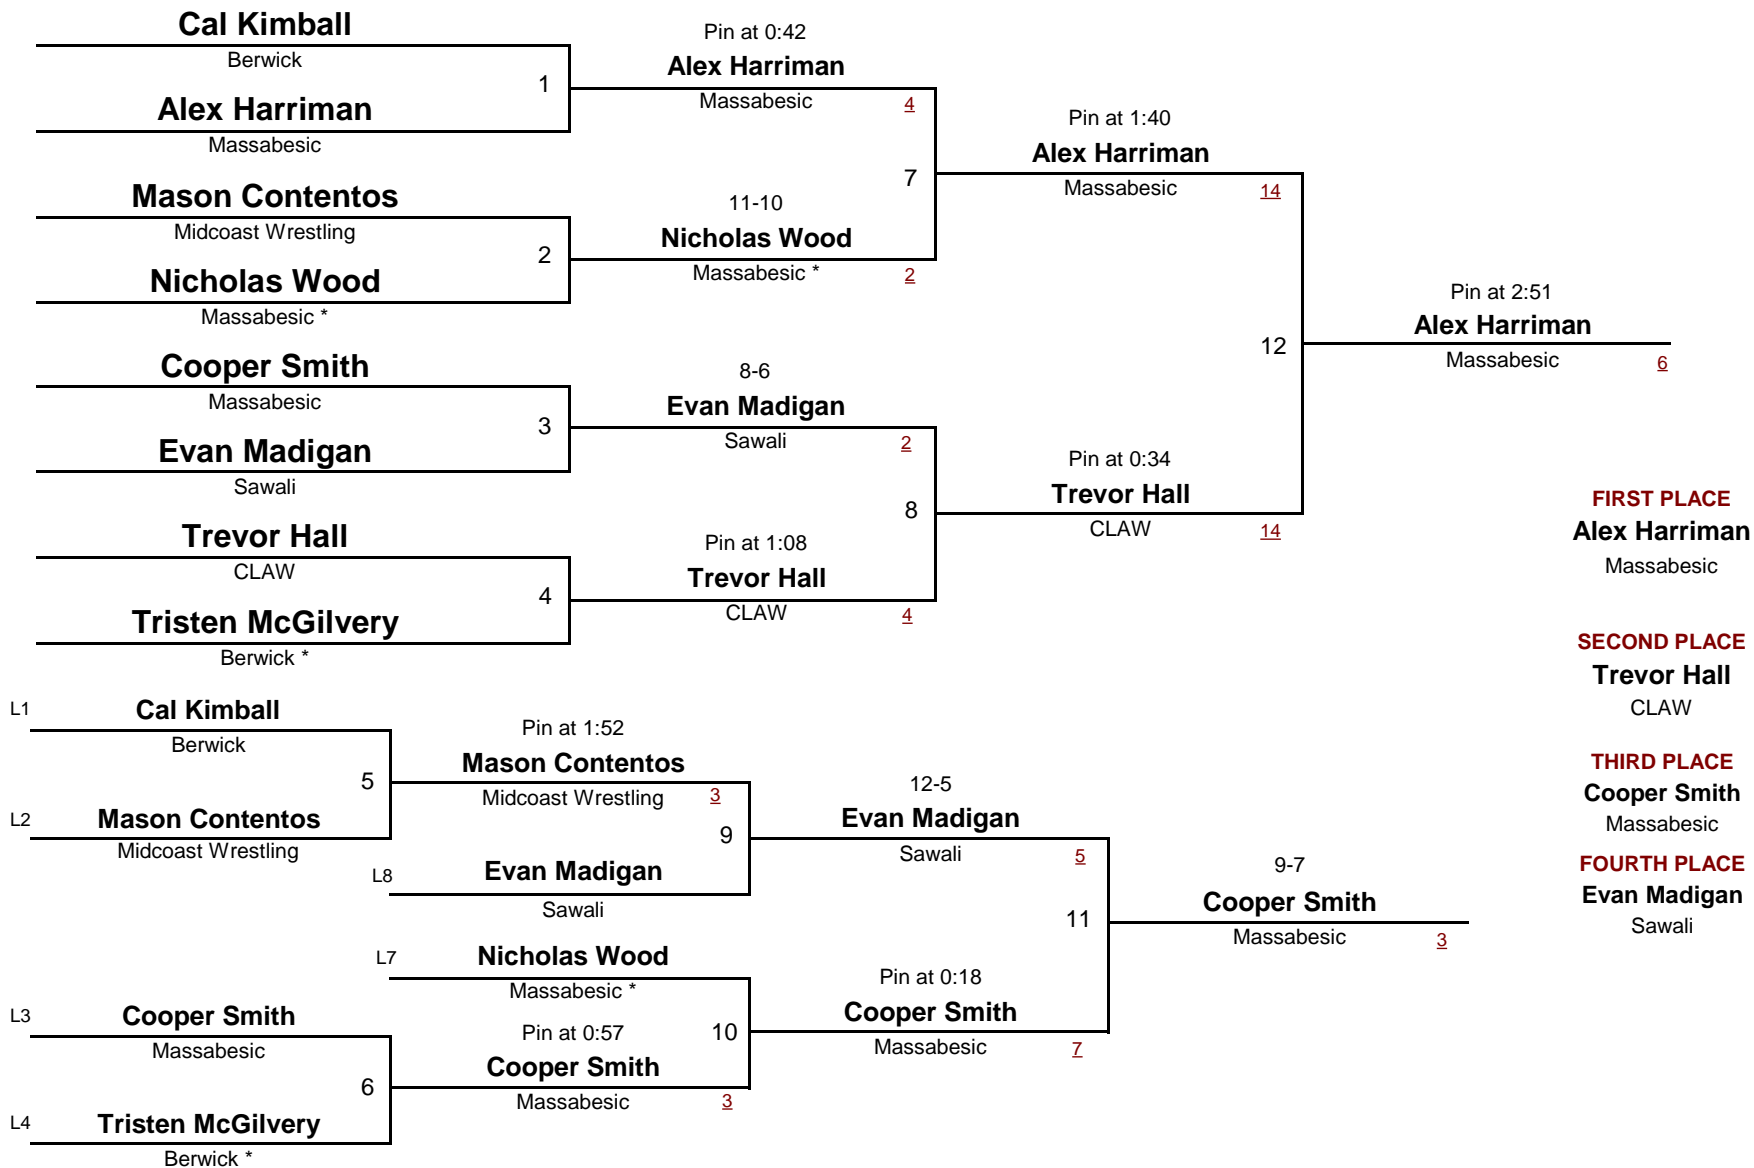 Cal Kimball
Berwick
1
Alex Harriman
Massabesic
Mason Contentos
Midcoast Wrestling
2
Nicholas Wood
Massabesic *
Cooper Smith
Massabesic
3
Evan Madigan
Sawali
Trevor Hall
CLAW
4
Tristen McGilvery
Berwick *
Pin at 0:42
Alex Harriman
Massabesic
4
7
11-10
Nicholas Wood
Massabesic *
2
8-6
Evan Madigan
Sawali
2
8
Pin at 1:08
Trevor Hall
CLAW
4
Pin at 1:40
Alex Harriman
Massabesic
14
12
Pin at 0:34
Trevor Hall
CLAW
14
Pin at 2:51
Alex Harriman
Massabesic
6
FIRST PLACE
Alex Harriman
Massabesic
SECOND PLACE
Trevor Hall
CLAW
THIRD PLACE
Cooper Smith
Massabesic
FOURTH PLACE
Evan Madigan
Sawali
L1
Cal Kimball
Berwick
5
L2
Mason Contentos
Midcoast Wrestling
Pin at 1:52
Mason Contentos
Midcoast Wrestling
3
9
L8
Evan Madigan
Sawali
L7
Nicholas Wood
Massabesic *
10
L3
Cooper Smith
Massabesic
6
L4
Tristen McGilvery
Berwick *
Pin at 0:57
Cooper Smith
Massabesic
3
12-5
Evan Madigan
Sawali
5
11
Pin at 0:18
Cooper Smith
Massabesic
7
9-7
Cooper Smith
Massabesic
3